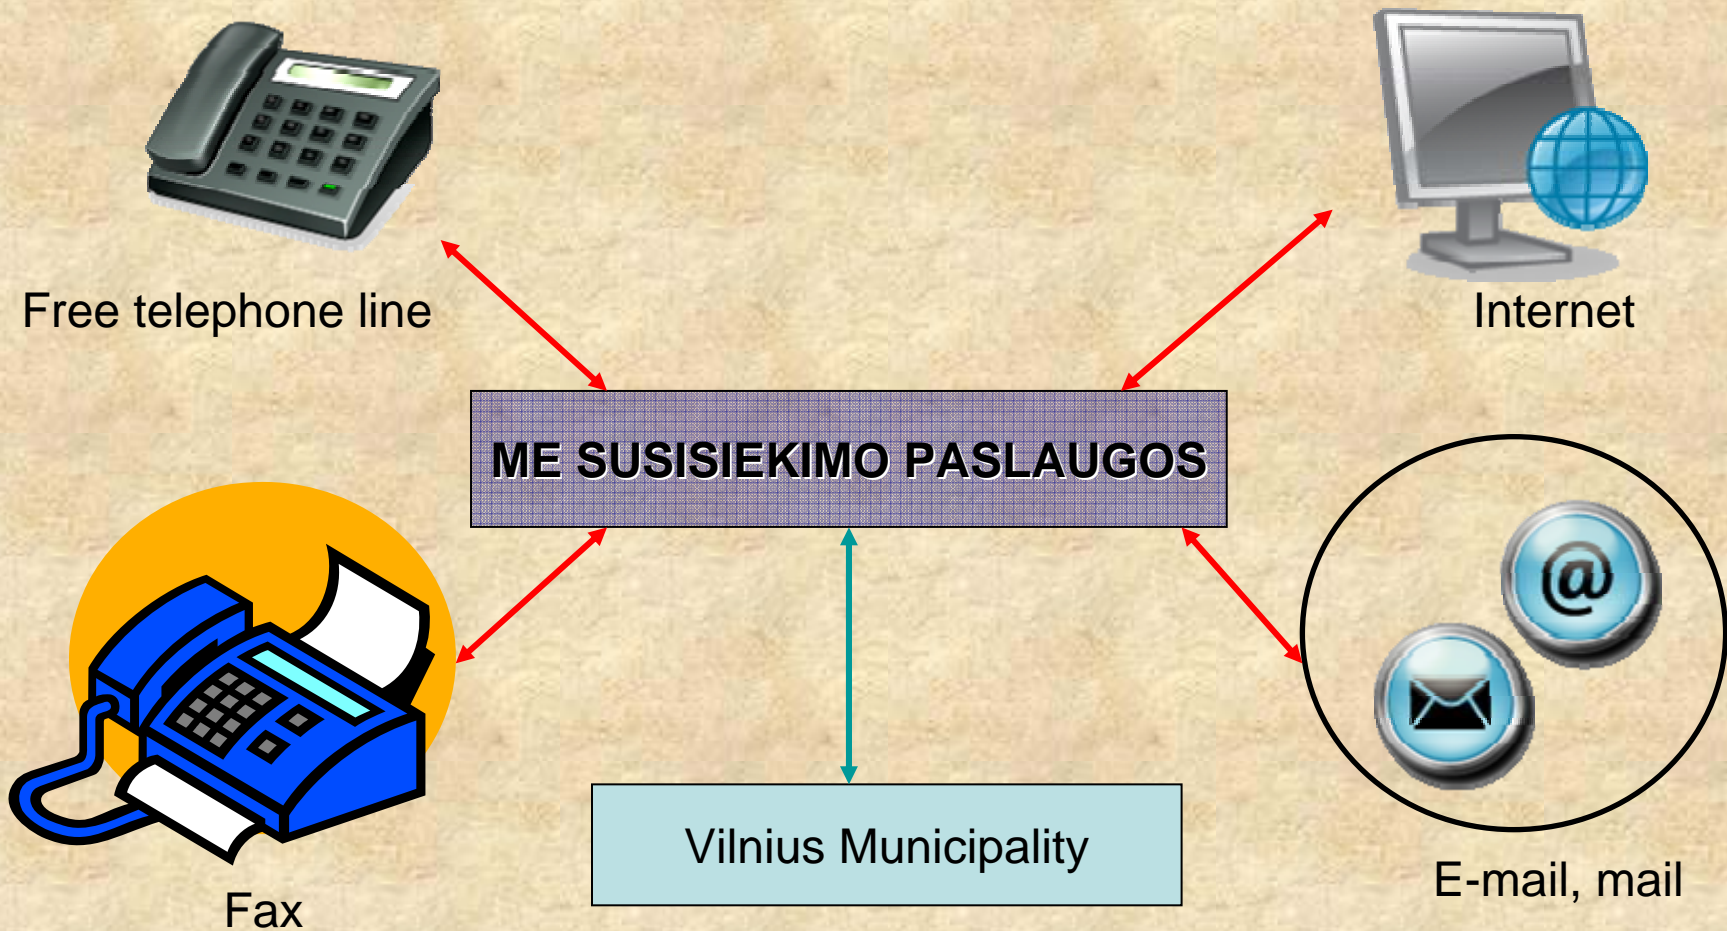 Free telephone line
Internet
ME SUSISIEKIMO PASLAUGOS
@
Vilnius Municipality
E-mail, mail
Fax